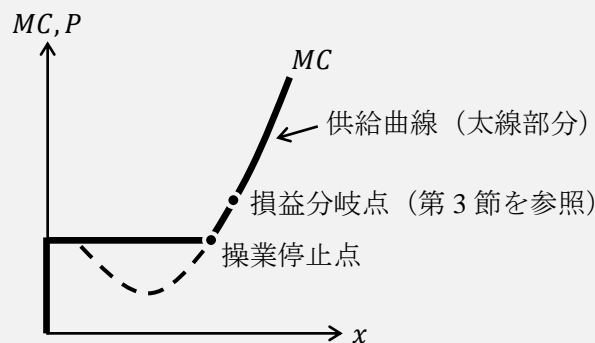 MC, P
MC
供給曲線（太線部分）
損益分岐点（第 3 節を参照）
操業停止点
x